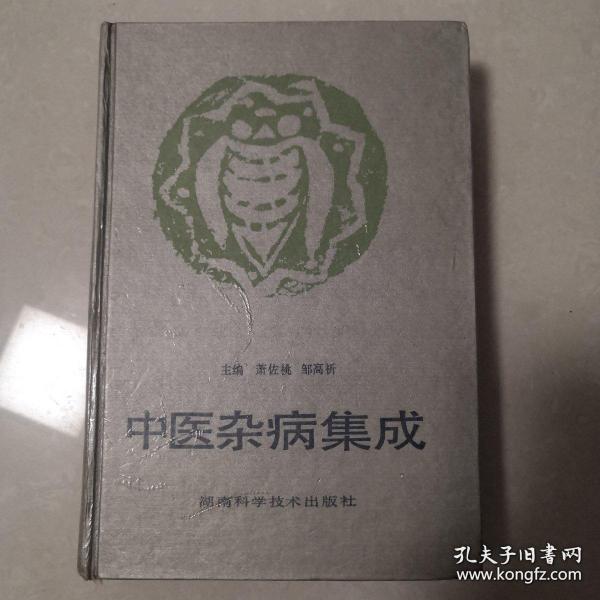 主编 萧佐桃 邹高祈
中医杂病集成
湖南科学技术出版社
孔夫子旧书网
www.kongfz.com